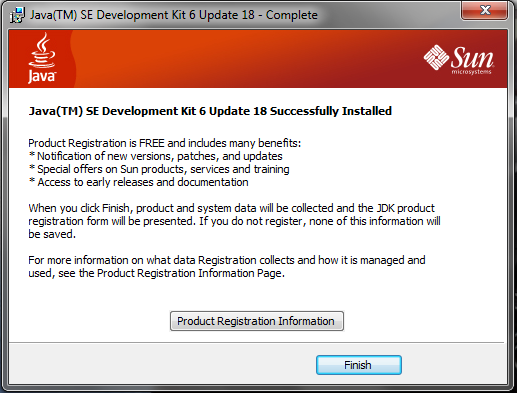 Java(TM) SE Development Kit 6 Update 18 - Complete
Java™
Sun
microsystems
Java(TM) SE Development Kit 6 Update 18 Successfully Installed
Product Registration is FREE and includes many benefits:
* Notification of new versions, patches, and updates
* Special offers on Sun products, services and training
* Access to early releases and documentation
When you click Finish, product and system data will be collected and the JDK product
registration form will be presented. If you do not register, none of this information will
be saved.
For more information on what data Registration collects and how it is managed and
used, see the Product Registration Information Page.
Product Registration Information
Finish